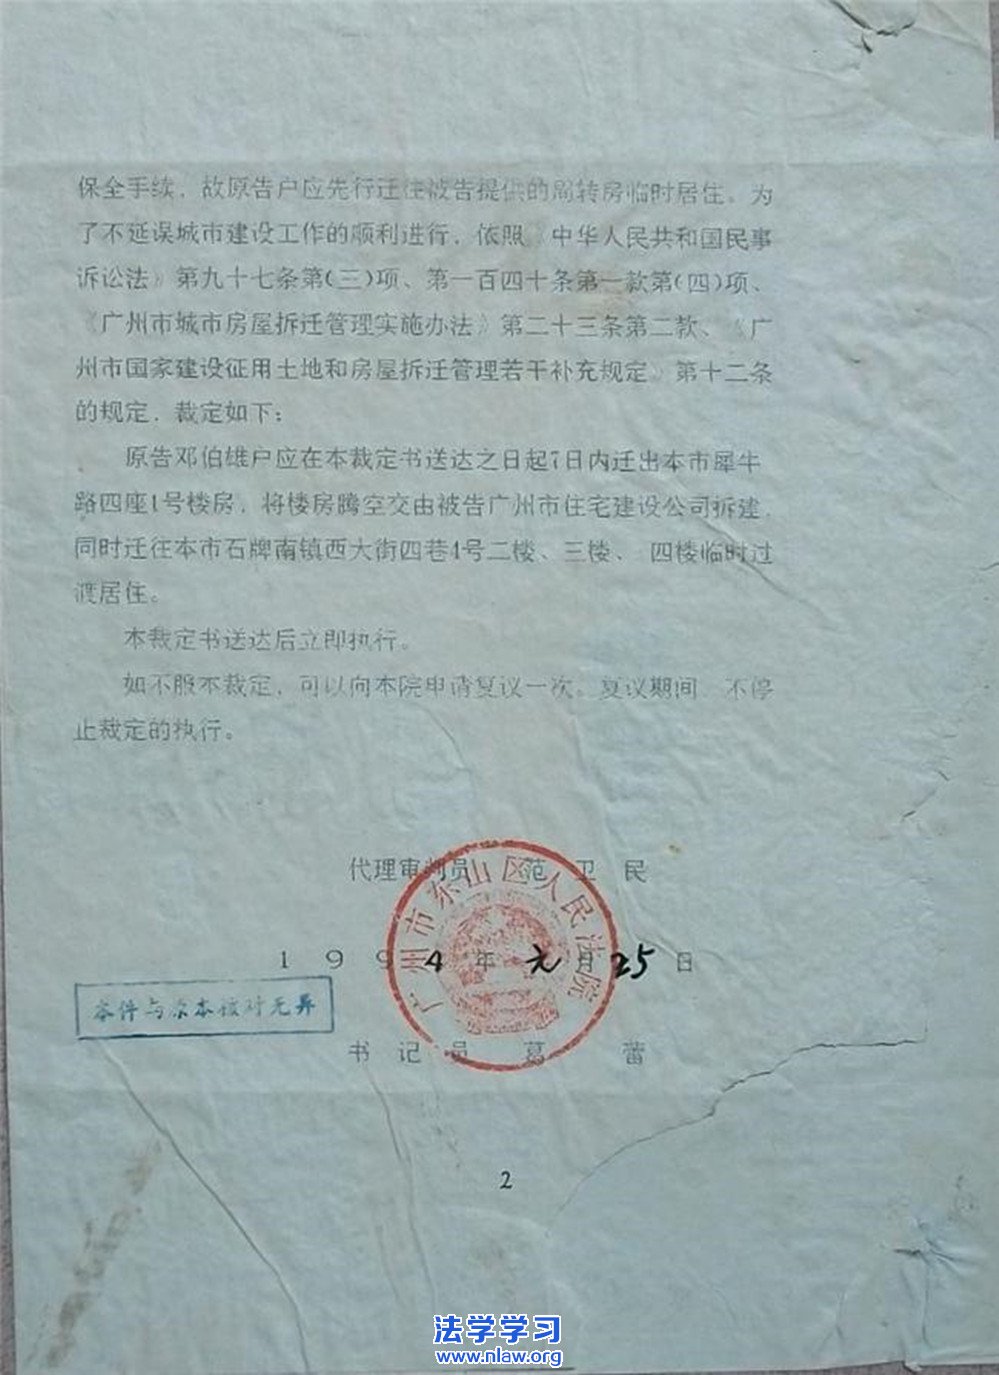 保全手续，故原告户应先行迁往被告提供的周转房临时居住。为
了不延误城市建设工作的顺利进行，依照《中华人民共和国民事
诉讼法》第九十七条第(三)项、第一百四十条第一款第(四)项、
《广州市城市房屋拆迁管理实施办法》第二十三条第二款、《广
州市国家建设征用土地和房屋拆迁管理若干补充规定》第十二条
的规定，裁定如下：
原告邓伯雄户应在本裁定书送达之日起7日内迁出本市犀牛
路四座1号楼房，将楼房腾空交由被告广州市住宅建设公司拆建，
同时迁往本市石牌南镇西大街四巷4号二楼、三楼、四楼临时过
渡居住。
本裁定书送达后立即执行。
如不服本裁定，可以向本院申请复议一次。复议期间 不停
止裁定的执行。
代理审判员 范卫民
广州市东山区人民法院
1994年元月25日
本件与原本核对无异
书记员 葛蕾
2
法学学习
www.nlaw.org